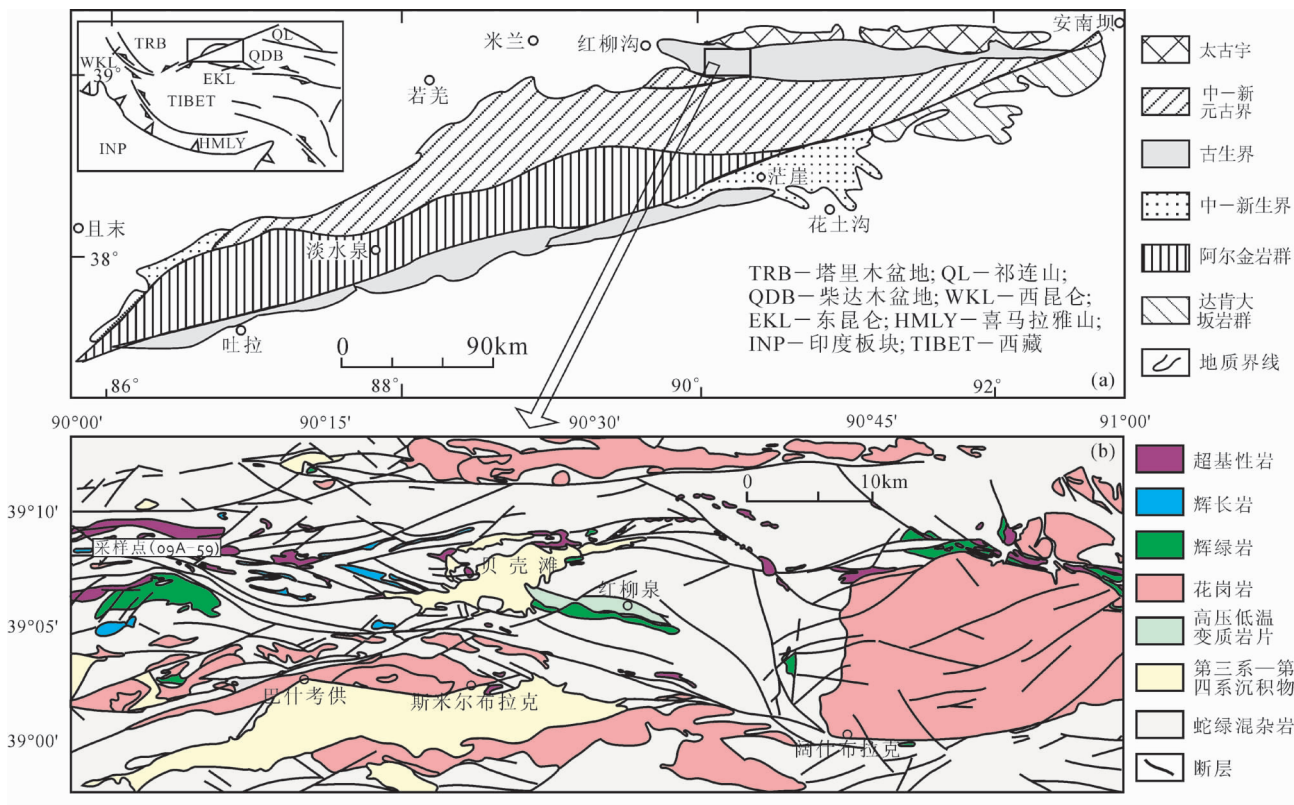 TRB
QL
QDB
WKL
39°
EKL
TIBET
INP
HMLY
米兰
红柳沟
安南坝
若羌
且末
38°
淡水泉
茫崖
花土沟
吐拉
0 90km
TRB－塔里木盆地; QL－祁连山;
QDB－柴达木盆地; WKL－西昆仑;
EKL－东昆仑; HMLY－喜马拉雅山;
INP－印度板块; TIBET－西藏
(a)
86° 88° 90° 92°
太古宇
中－新
元古界
古生界
中－新生界
阿尔金岩群
达肯大
坂岩群
地质界线
90°00' 90°15' 90°30' 90°45' 91°00'
(b)
0 10km
39°10'
采样点(09A-59)
贝壳滩
红柳泉
39°05'
巴什考供
斯米尔布拉克
39°00'
阔什布拉克
超基性岩
辉长岩
辉绿岩
花岗岩
高压低温
变质岩片
第三系—第
四系沉积物
蛇绿混杂岩
断层